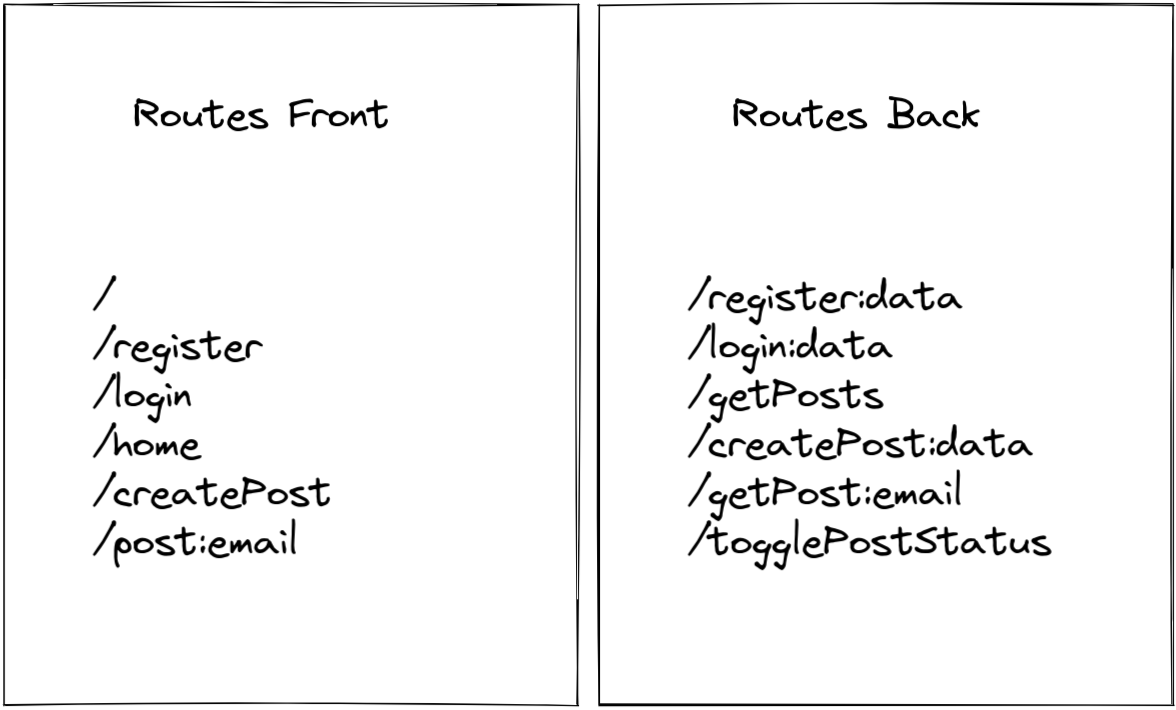 Routes Front
/
/register
/login
/home
/createPost
/post:email
Routes Back
/register:data
/login:data
/getPosts
/createPost:data
/getPost:email
/togglePostStatus